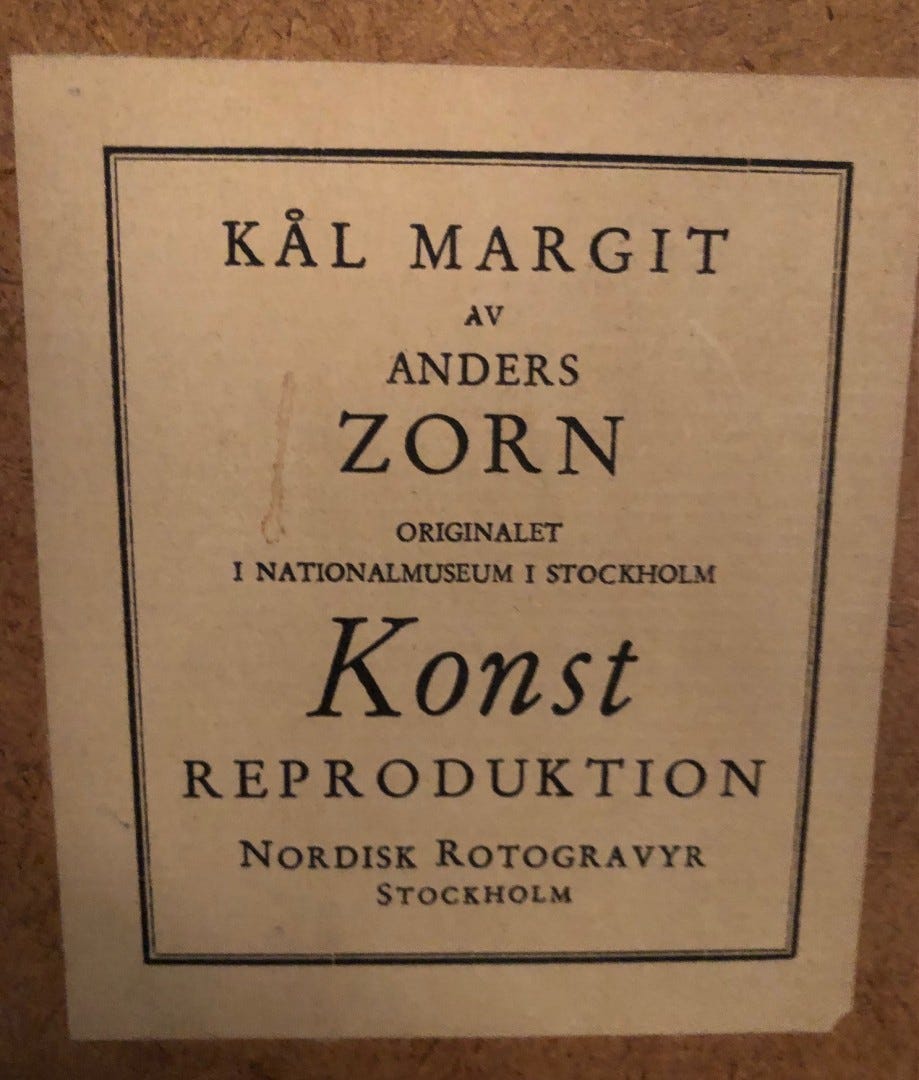 KÅL MARGIT
AV
ANDERS
ZORN
ORIGINALET
I NATIONALMUSEUM I STOCKHOLM
Konst
REPRODUKTION
NORDISK ROTOGRAVYR
STOCKHOLM